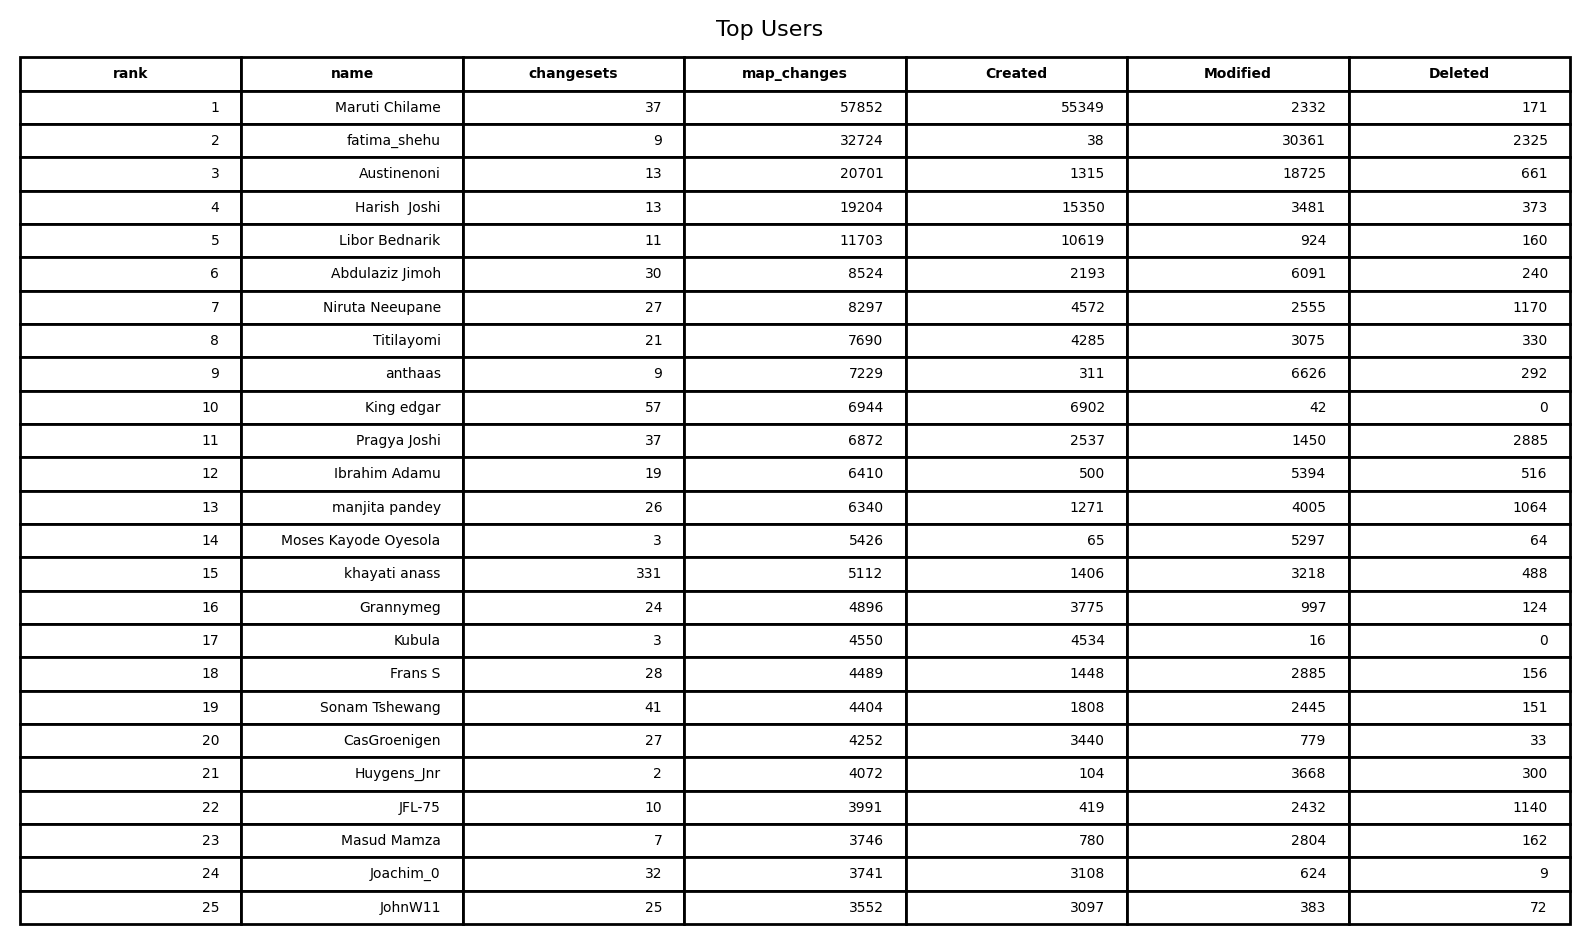 Top Users
rank name changesets map_changes Created Modified Deleted
1 Maruti Chilame 37 57852 55349 2332 171
2 fatima_shehu 9 32724 38 30361 2325
3 Austinenoni 13 20701 1315 18725 661
4 Harish  Joshi 13 19204 15350 3481 373
5 Libor Bednarik 11 11703 10619 924 160
6 Abdulaziz Jimoh 30 8524 2193 6091 240
7 Niruta Neeupane 27 8297 4572 2555 1170
8 Titilayomi 21 7690 4285 3075 330
9 anthaas 9 7229 311 6626 292
10 King edgar 57 6944 6902 42 0
11 Pragya Joshi 37 6872 2537 1450 2885
12 Ibrahim Adamu 19 6410 500 5394 516
13 manjita pandey 26 6340 1271 4005 1064
14 Moses Kayode Oyesola 3 5426 65 5297 64
15 khayati anass 331 5112 1406 3218 488
16 Grannymeg 24 4896 3775 997 124
17 Kubula 3 4550 4534 16 0
18 Frans S 28 4489 1448 2885 156
19 Sonam Tshewang 41 4404 1808 2445 151
20 CasGroenigen 27 4252 3440 779 33
21 Huygens_Jnr 2 4072 104 3668 300
22 JFL-75 10 3991 419 2432 1140
23 Masud Mamza 7 3746 780 2804 162
24 Joachim_0 32 3741 3108 624 9
25 JohnW11 25 3552 3097 383 72